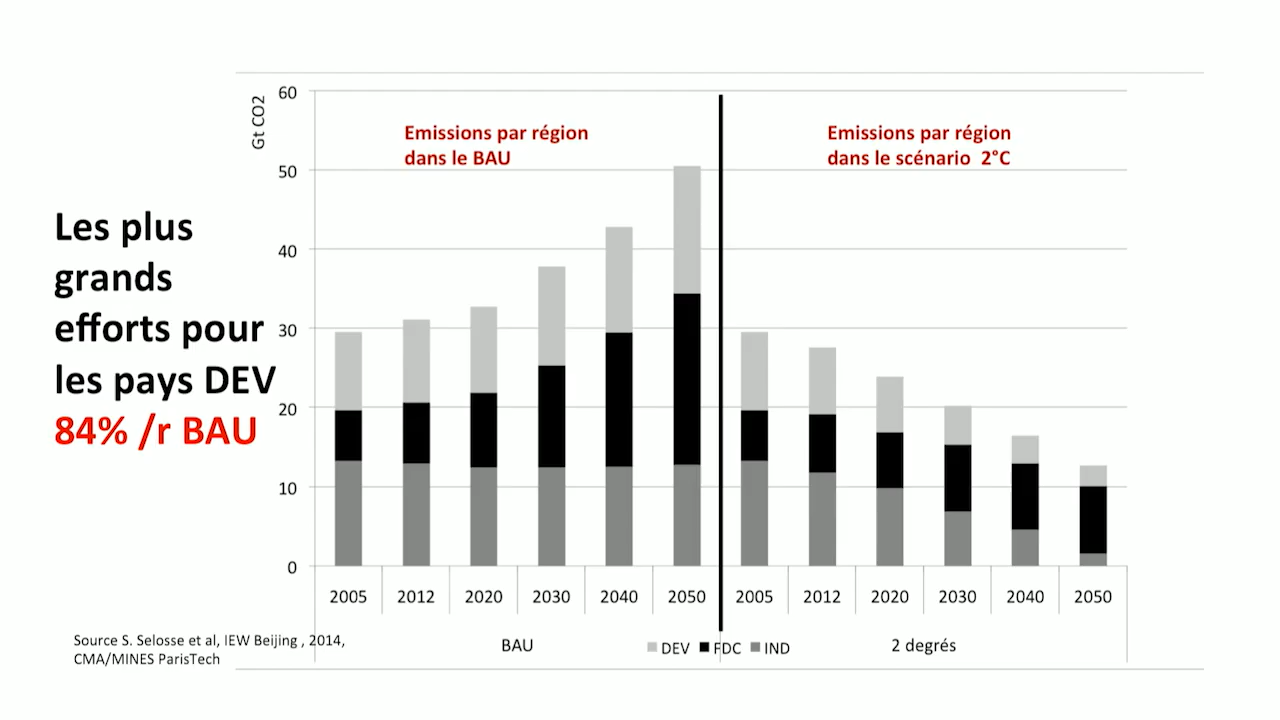 Les plus
grands
efforts pour
les pays DEV
84% /r BAU
Gt CO2
60
50
40
30
20
10
0
Emissions par région
dans le BAU
Emissions par région
dans le scénario 2°C
2005 2012 2020 2030 2040 2050 2005 2012 2020 2030 2040 2050
BAU
2 degrés
DEV FDC IND
Source S. Selosse et al, IEW Beijing , 2014,
CMA/MINES ParisTech